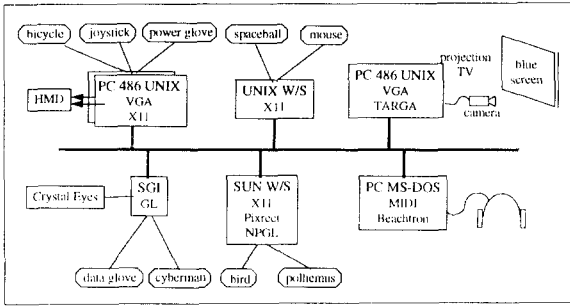 bicycle
joystick
power glove
spaceball
mouse
projection
TV
blue
screen
HMD
PC 486 UNIX
VGA
X11
UNIX W/S
X11
PC 486 UNIX
VGA
TARGA
camera
Crystal Eyes
SGI
GL
SUN W/S
X11
Pixrect
NPGL
PC MS-DOS
MIDI
Beachtron
data glove
cyberman
bird
polhemus